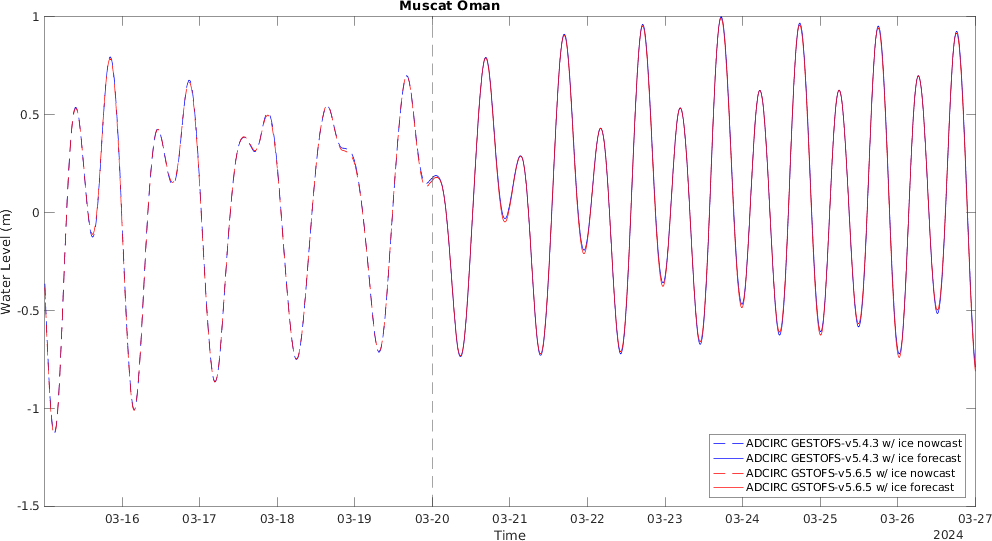 Muscat Oman
1
0.5
0
-0.5
-1
-1.5
Water Level (m)
ADCIRC GESTOFS-v5.4.3 w/ ice nowcast
ADCIRC GESTOFS-v5.4.3 w/ ice forecast
ADCIRC GSTOFS-v5.6.5 w/ ice nowcast
ADCIRC GSTOFS-v5.6.5 w/ ice forecast
03-16 03-17 03-18 03-19 03-20 03-21 03-22 03-23 03-24 03-25 03-26 03-27
Time
2024